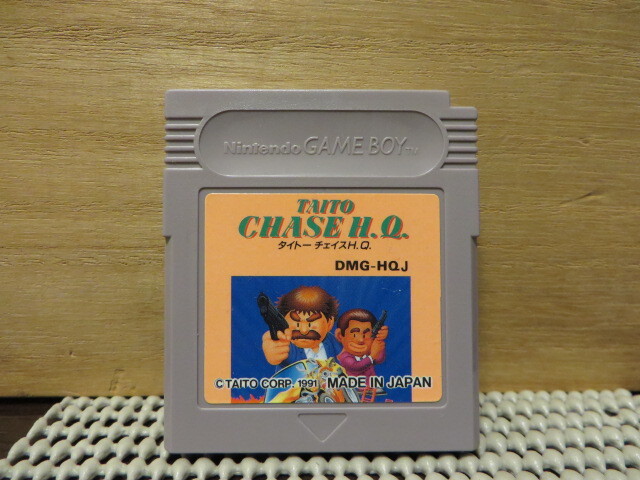 Nintendo GAME BOY TM
TAITO
CHASE H.Q.
タイトー チェイスH.Q.
DMG-HQJ
© TAITO CORP. 1991 MADE IN JAPAN